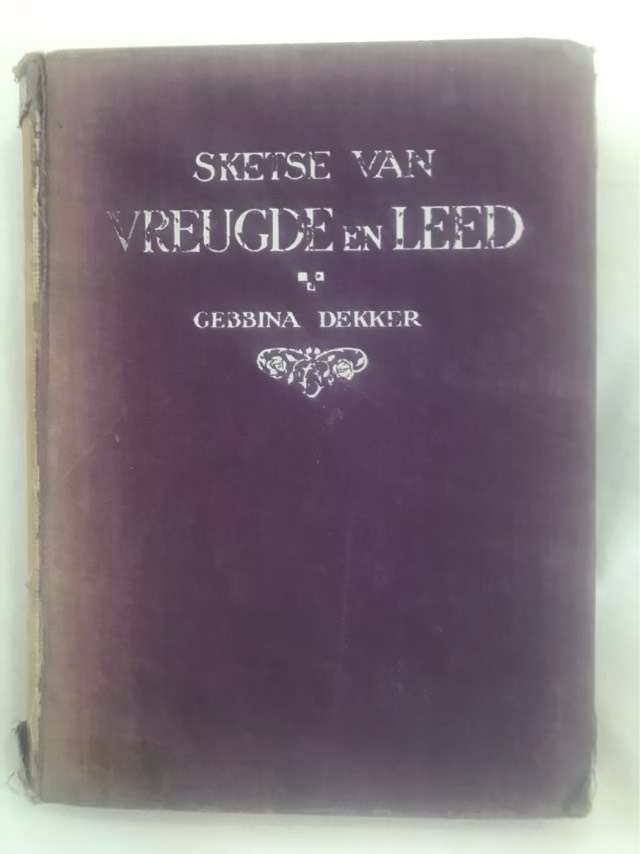 SKETSE VAN
VREUGDE EN LEED
GEBBINA DEKKER